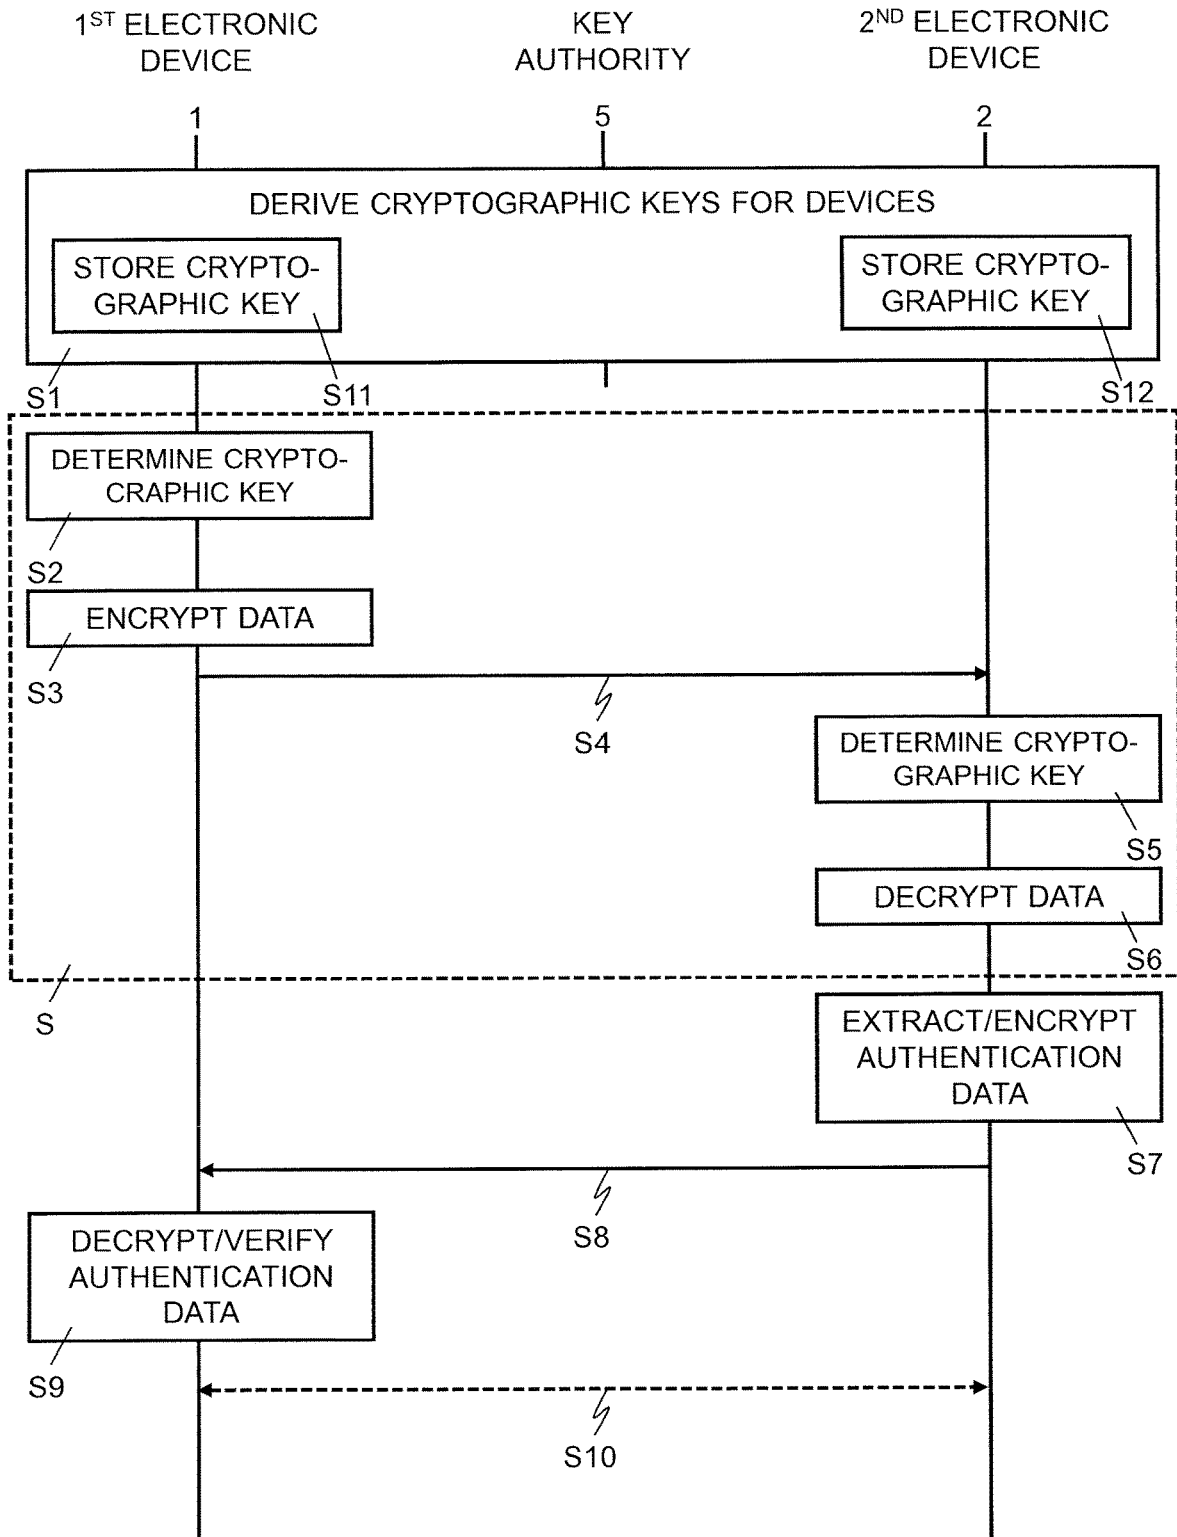 1ST ELECTRONIC
DEVICE
KEY
AUTHORITY
2ND ELECTRONIC
DEVICE
1
5
2
DERIVE CRYPTOGRAPHIC KEYS FOR DEVICES
STORE CRYPTO-
GRAPHIC KEY
STORE CRYPTO-
GRAPHIC KEY
S1
S11
S12
DETERMINE CRYPTO-
CRAPHIC KEY
S2
ENCRYPT DATA
S3
S4
DETERMINE CRYPTO-
GRAPHIC KEY
S5
DECRYPT DATA
S6
S
EXTRACT/ENCRYPT
AUTHENTICATION
DATA
S7
S8
DECRYPT/VERIFY
AUTHENTICATION
DATA
S9
S10